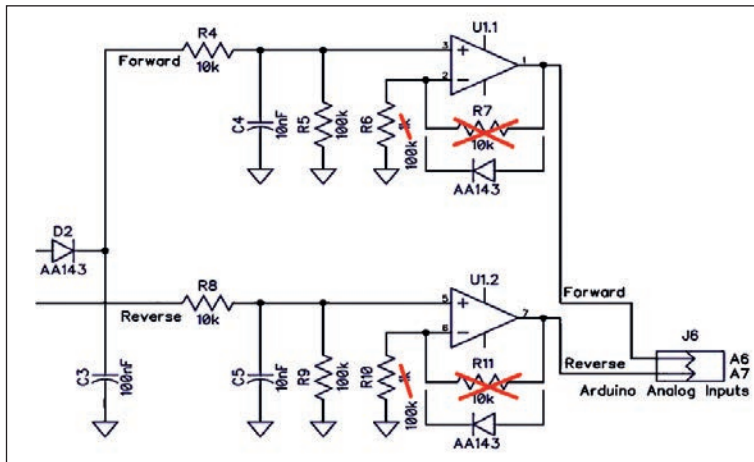 R4
10k
Forward
U1.1
3
+
2
−
1
C4
10nF
R5
100k
R6
1k
100k
R7
10k
AA143
D2
AA143
R8
10k
Reverse
U1.2
5
+
6
−
7
C3
100nF
C5
10nF
R9
100k
R10
1k
100k
R11
10k
AA143
Forward
Reverse
J6
A6
A7
Arduino Analog Inputs